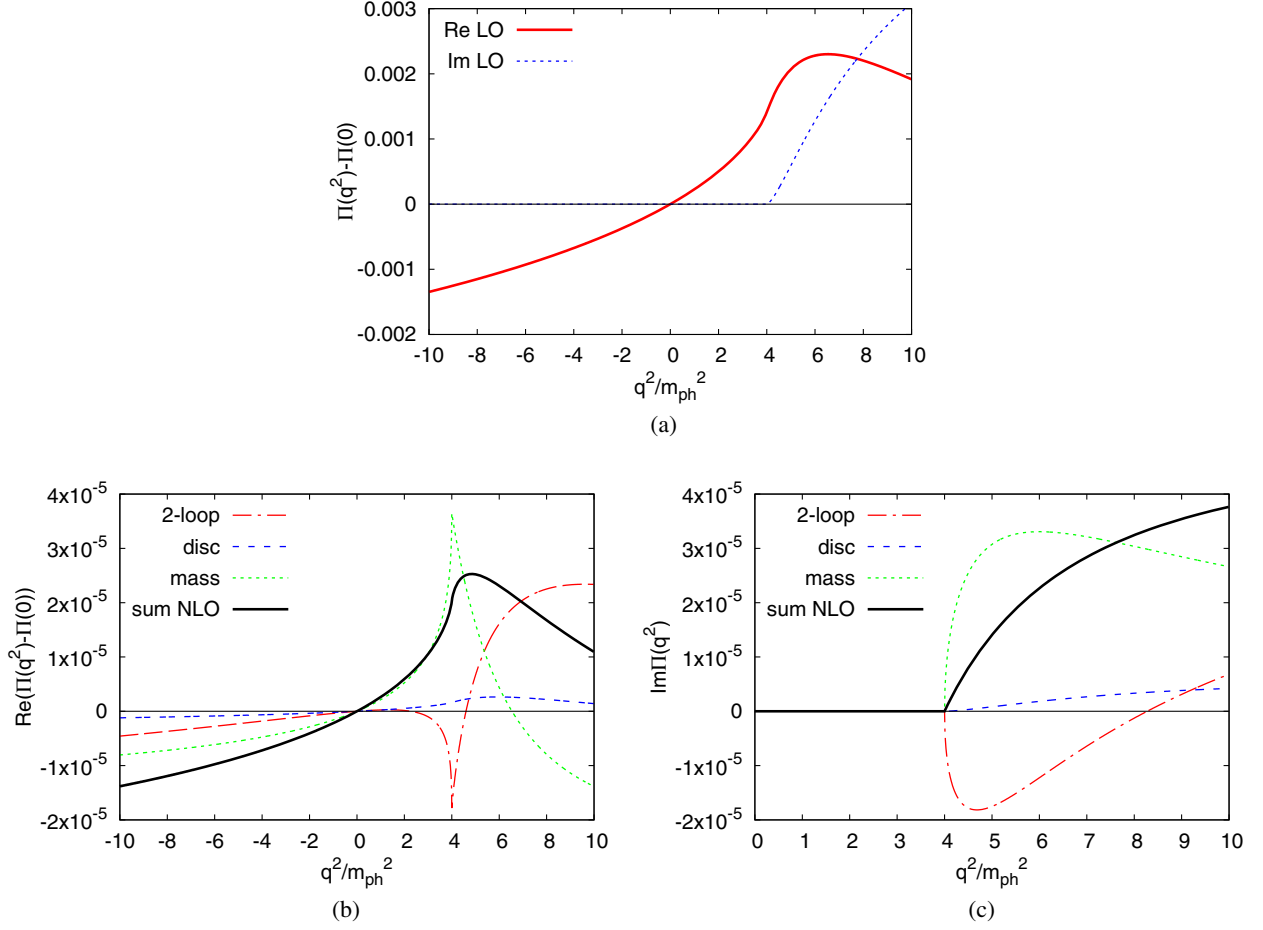 0.003
0.002
0.001
0
-0.001
-0.002
Re LO
Im LO
Π(q²)-Π(0)
-10 -8 -6 -4 -2 0 2 4 6 8 10
q²/m_ph²
(a)
4x10⁻⁵
3x10⁻⁵
2x10⁻⁵
1x10⁻⁵
0
-1x10⁻⁵
-2x10⁻⁵
2-loop
disc
mass
sum NLO
Re(Π(q²)-Π(0))
-10 -8 -6 -4 -2 0 2 4 6 8 10
q²/m_ph²
(b)
4x10⁻⁵
3x10⁻⁵
2x10⁻⁵
1x10⁻⁵
0
-1x10⁻⁵
-2x10⁻⁵
2-loop
disc
mass
sum NLO
ImΠ(q²)
0 1 2 3 4 5 6 7 8 9 10
q²/m_ph²
(c)